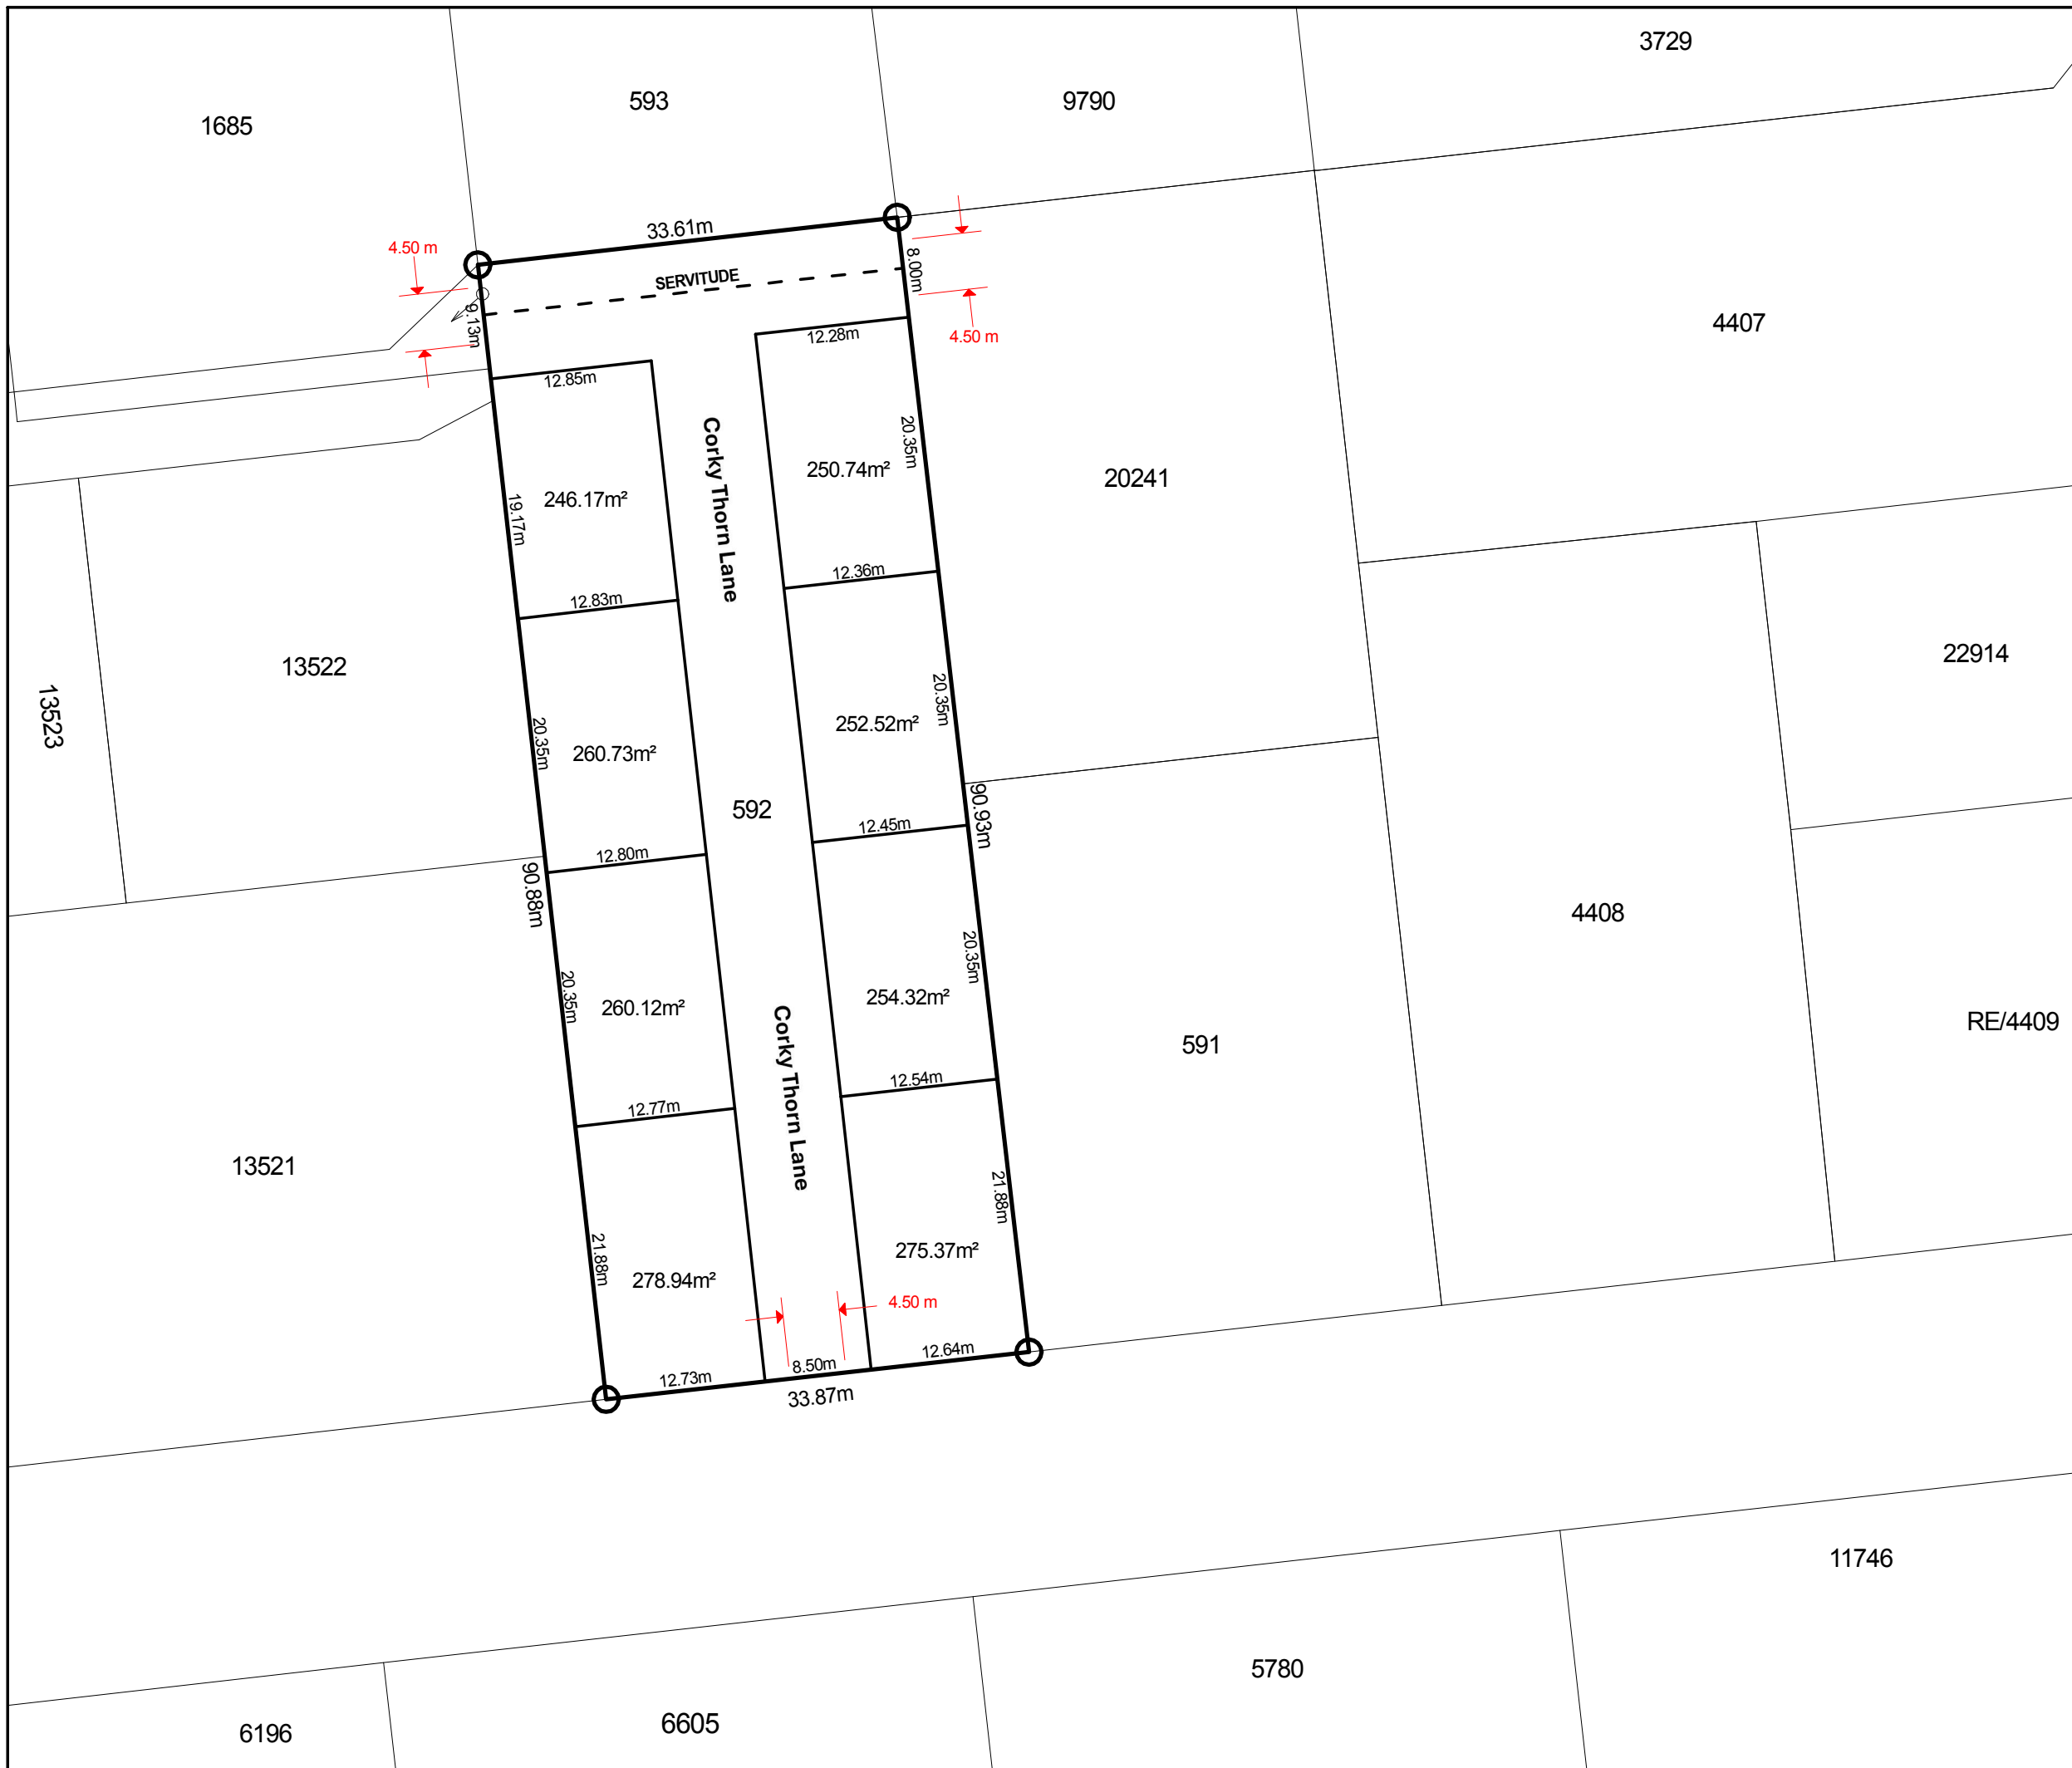 3729
593
9790
1685
33.61m
4.50 m
SERVITUDE
8.00m
9.13m
4407
12.28m
4.50 m
12.85m
Corky Thorn Lane
20.35m
250.74m²
20241
246.17m²
19.17m
12.36m
12.83m
22914
13522
13523
20.35m
252.52m²
20.35m
260.73m²
592
90.93m
12.45m
12.80m
90.88m
4408
20.35m
254.32m²
20.35m
260.12m²
RE/4409
591
Corky Thorn Lane
12.54m
12.77m
13521
21.88m
275.37m²
21.88m
278.94m²
4.50 m
12.64m
8.50m
12.73m
33.87m
11746
5780
6605
6196